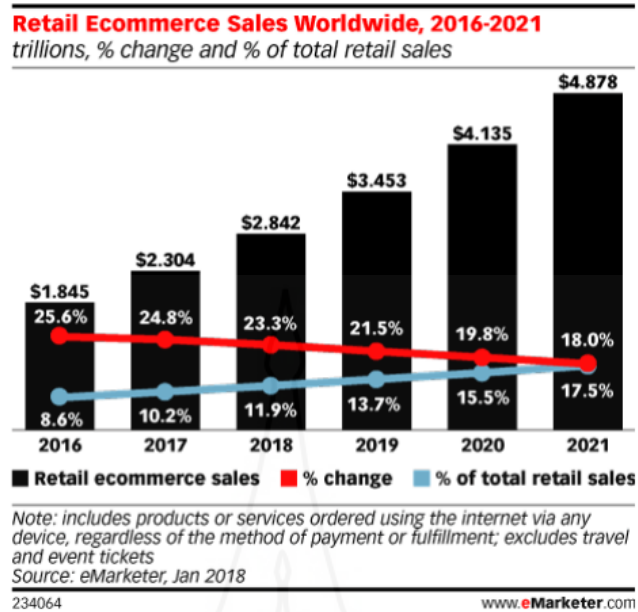 Retail Ecommerce Sales Worldwide, 2016-2021
trillions, % change and % of total retail sales
$4.878
$4.135
$3.453
$2.842
$2.304
$1.845
25.6% 24.8% 23.3% 21.5% 19.8% 18.0%
8.6% 10.2% 11.9% 13.7% 15.5% 17.5%
2016 2017 2018 2019 2020 2021
Retail ecommerce sales % change % of total retail sales
Note: includes products or services ordered using the internet via any
device, regardless of the method of payment or fulfillment; excludes travel
and event tickets
Source: eMarketer, Jan 2018
234064 www.eMarketer.com